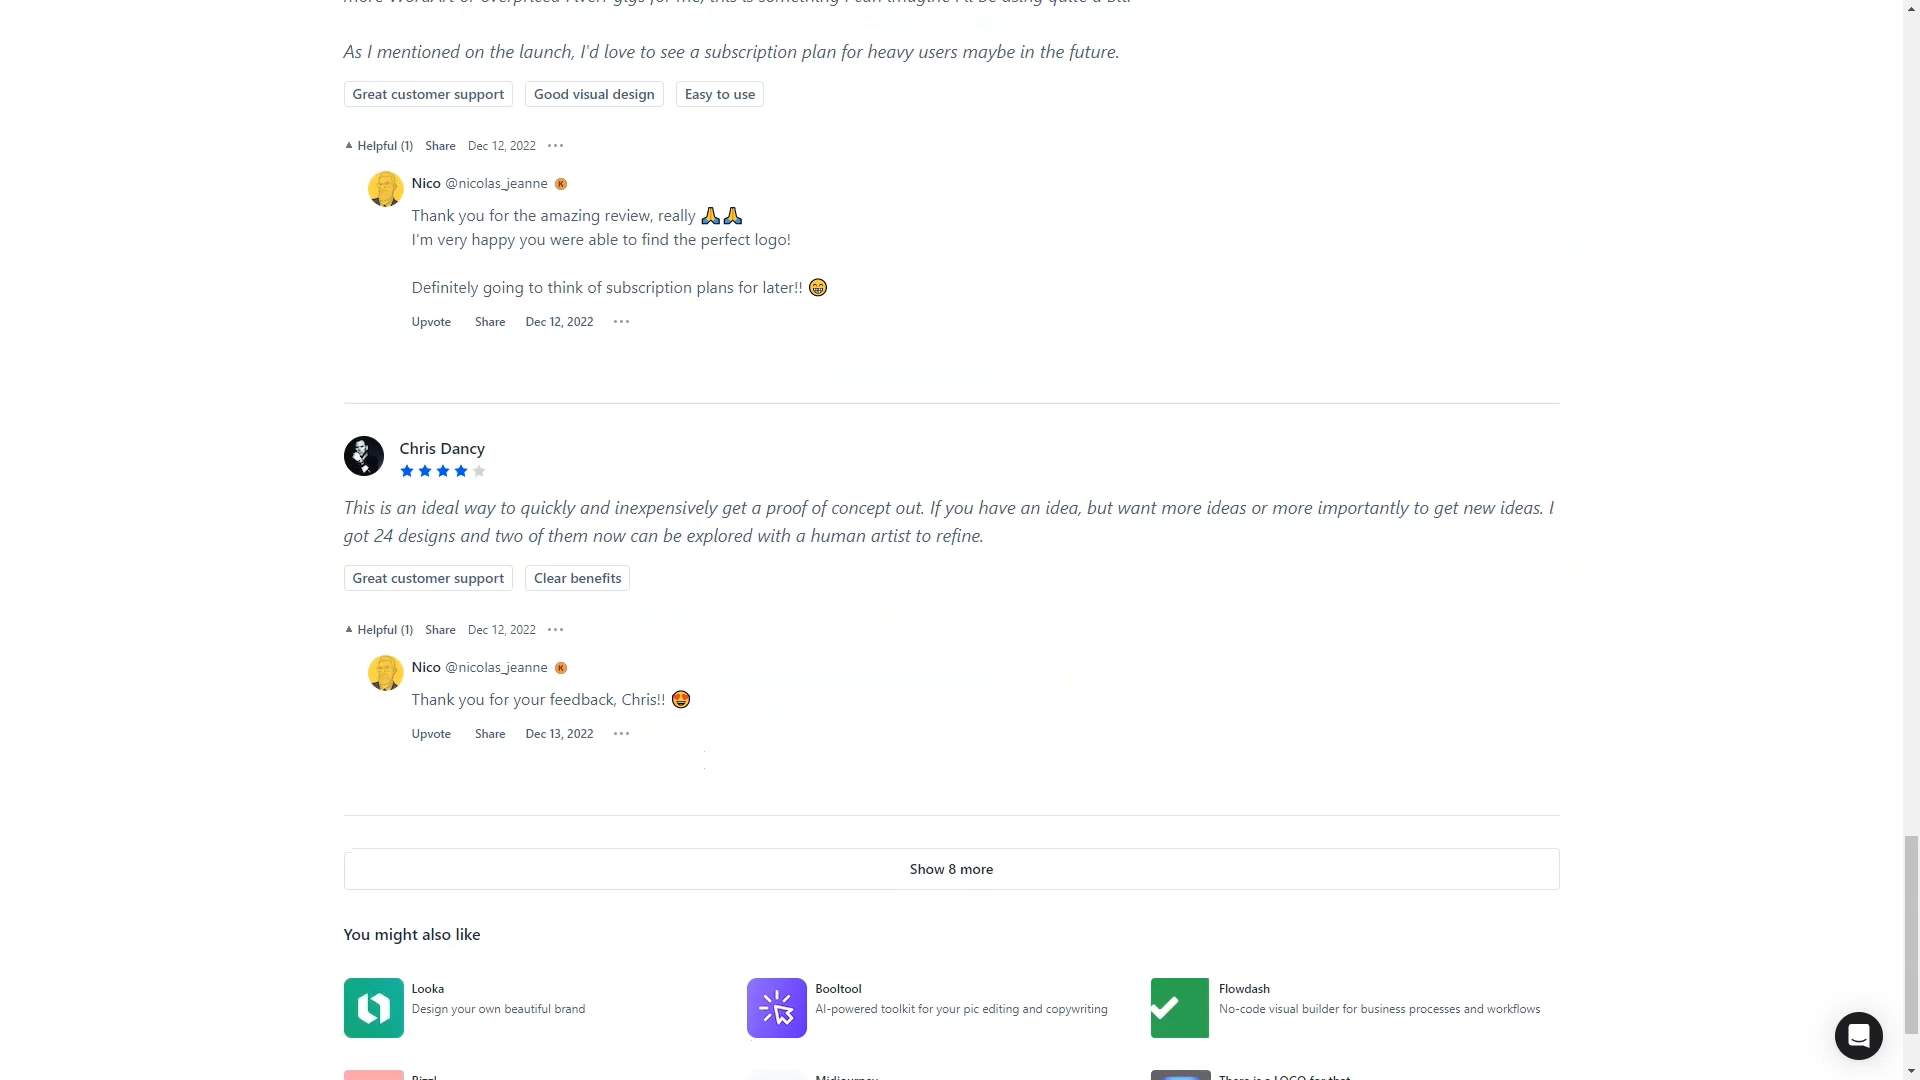 As I mentioned on the launch, I'd love to see a subscription plan for heavy users maybe in the future.
Great customer support Good visual design Easy to use
Helpful (1) Share Dec 12, 2022
Nico @nicolas_jeanne K
Thank you for the amazing review, really 🙏🙏
I'm very happy you were able to find the perfect logo!
Definitely going to think of subscription plans for later!! 😁
Upvote Share Dec 12, 2022
Chris Dancy
This is an ideal way to quickly and inexpensively get a proof of concept out. If you have an idea, but want more ideas or more importantly to get new ideas. I
got 24 designs and two of them now can be explored with a human artist to refine.
Great customer support Clear benefits
Helpful (1) Share Dec 12, 2022
Nico @nicolas_jeanne K
Thank you for your feedback, Chris!! 😍
Upvote Share Dec 13, 2022
Show 8 more
You might also like
Looka
Design your own beautiful brand
Booltool
AI-powered toolkit for your pic editing and copywriting
Flowdash
No-code visual builder for business processes and workflows